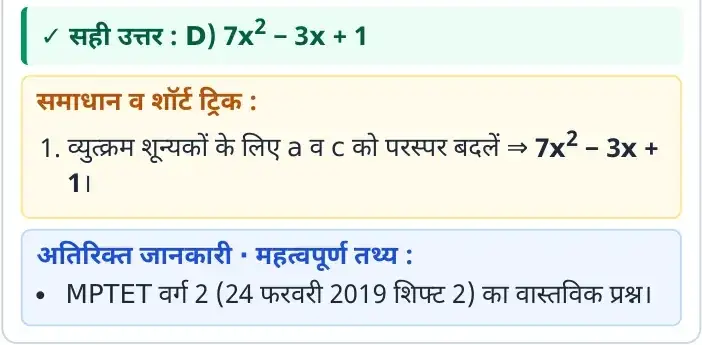 ✓ सही उत्तर : D) 7x² − 3x + 1
समाधान व शॉर्ट ट्रिक :
1. व्युत्क्रम शून्यकों के लिए a व c को परस्पर बदलें ⇒ 7x² − 3x +
1।
अतिरिक्त जानकारी · महत्वपूर्ण तथ्य :
• MPTET वर्ग 2 (24 फरवरी 2019 शिफ्ट 2) का वास्तविक प्रश्न।